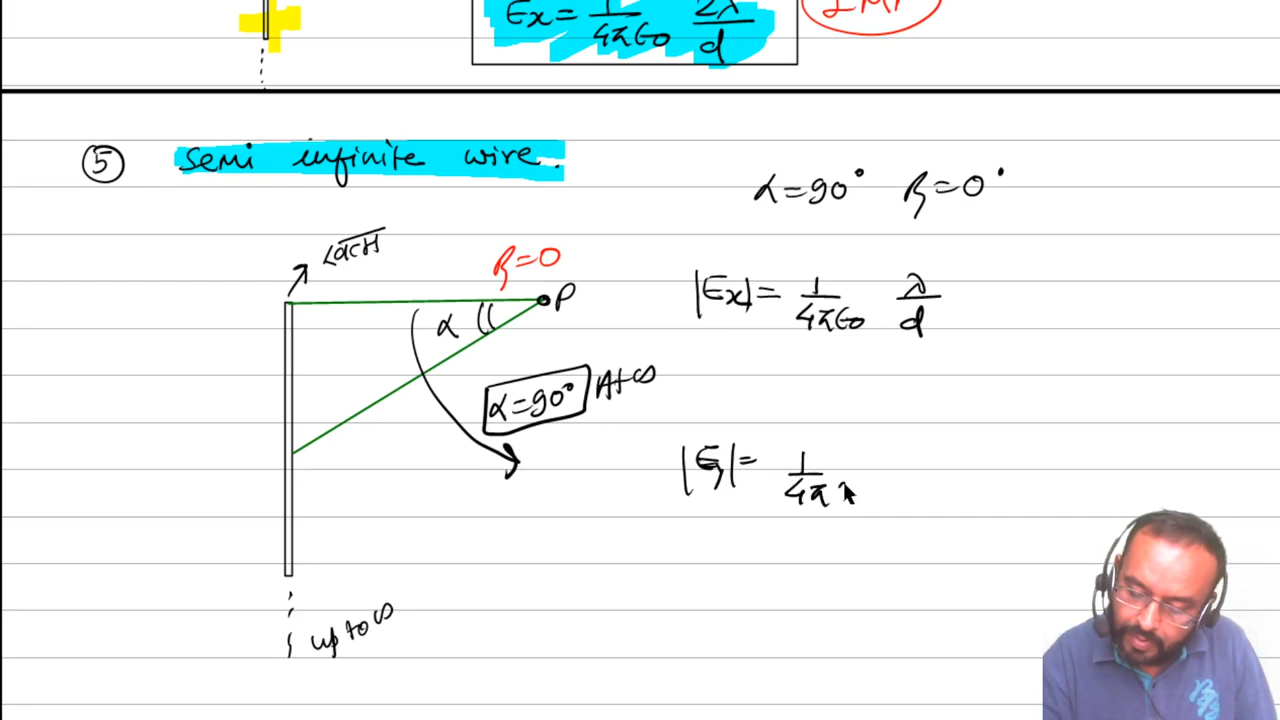 Ex = 1/4πε0 2λ/d
IMP
⑤ Semi infinite wire.
α=90° β=0°
λ(C/m)
β=0
P
|Ex| = 1/4πε0 λ/d
α
α=90° At ∞
|Ey| = 1/4π
up to ∞